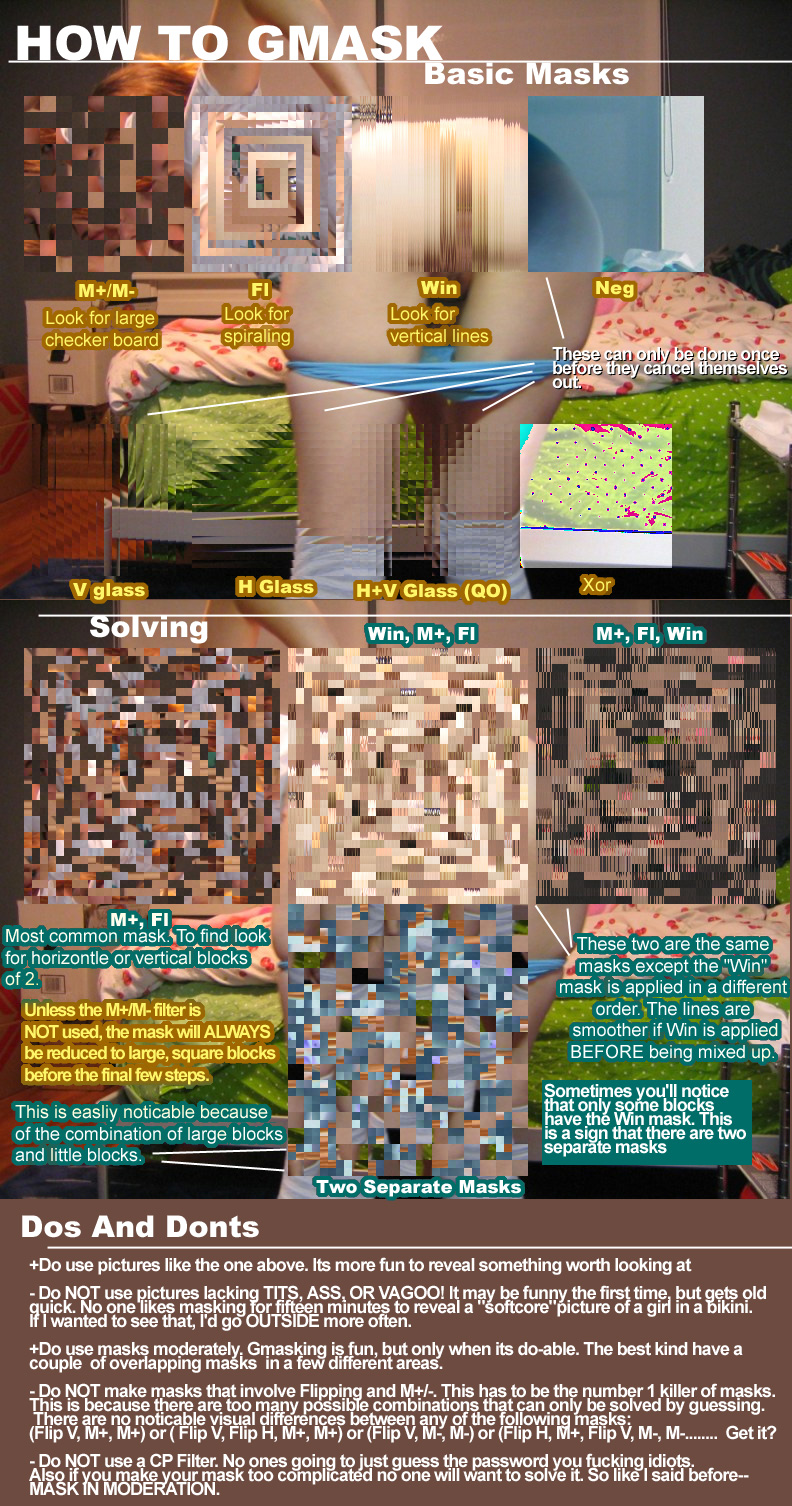 HOW TO GMASK
Basic Masks
M+/M-
Look for large
checker board
FI
Look for
spiraling
Win
Look for
vertical lines
Neg
These can only be done once
before they cancel themselves
out.
V glass
H Glass
H+V Glass (QO)
Xor
Solving
Win, M+, FI
M+, FI, Win
M+, FI
Most common mask. To find look
for horizontle or vertical blocks
of 2.
Unless the M+/M- filter is
NOT used, the mask will ALWAYS
be reduced to large, square blocks
before the final few steps.
This is easliy noticable because
of the combination of large blocks
and little blocks.
These two are the same
masks except the "Win"
mask is applied in a different
order. The lines are
smoother if Win is applied
BEFORE being mixed up.
Sometimes you'll notice
that only some blocks
have the Win mask. This
is a sign that there are two
separate masks
Two Separate Masks
Dos And Donts
+Do use pictures like the one above. Its more fun to reveal something worth looking at
- Do NOT use pictures lacking TITS, ASS, OR VAGOO! It may be funny the first time, but gets old
quick. No one likes masking for fifteen minutes to reveal a "softcore"picture of a girl in a bikini.
If I wanted to see that, I'd go OUTSIDE more often.
+Do use masks moderately. Gmasking is fun, but only when its do-able. The best kind have a
couple of overlapping masks in a few different areas.
- Do NOT make masks that involve Flipping and M+/-. This has to be the number 1 killer of masks.
This is because there are too many possible combinations that can only be solved by guessing.
There are no noticable visual differences between any of the following masks:
(Flip V, M+, M+) or ( Flip V, Flip H, M+, M+) or (Flip V, M-, M-) or (Flip H, M+, Flip V, M-, M-........ Get it?
- Do NOT use a CP Filter. No ones going to just guess the password you fucking idiots.
Also if you make your mask too complicated no one will want to solve it. So like I said before--
MASK IN MODERATION.